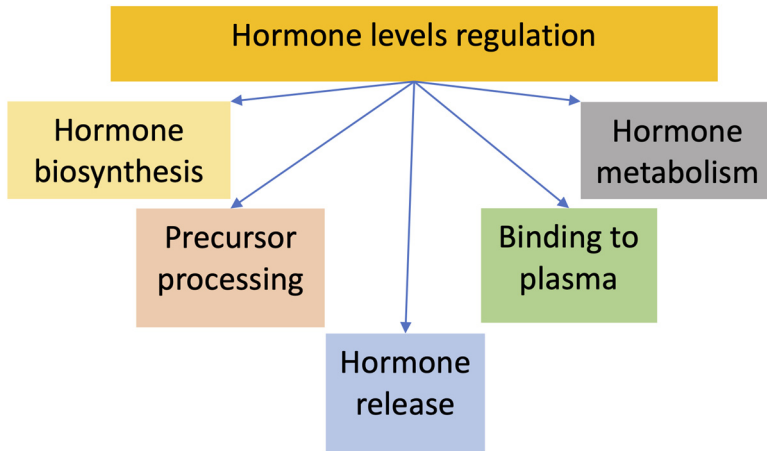 Hormone levels regulation
Hormone
biosynthesis
Precursor
processing
Hormone
release
Binding to
plasma
Hormone
metabolism